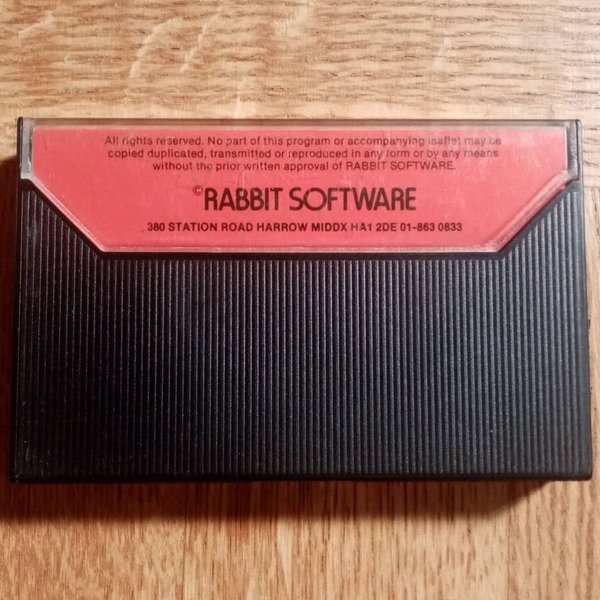 All rights reserved. No part of this program or accompanying leaflet may be
copied duplicated, transmitted or reproduced in any form or by any means
without the prior written approval of RABBIT SOFTWARE.
©RABBIT SOFTWARE
380 STATION ROAD HARROW MIDDX HA1 2DE 01-863 0833